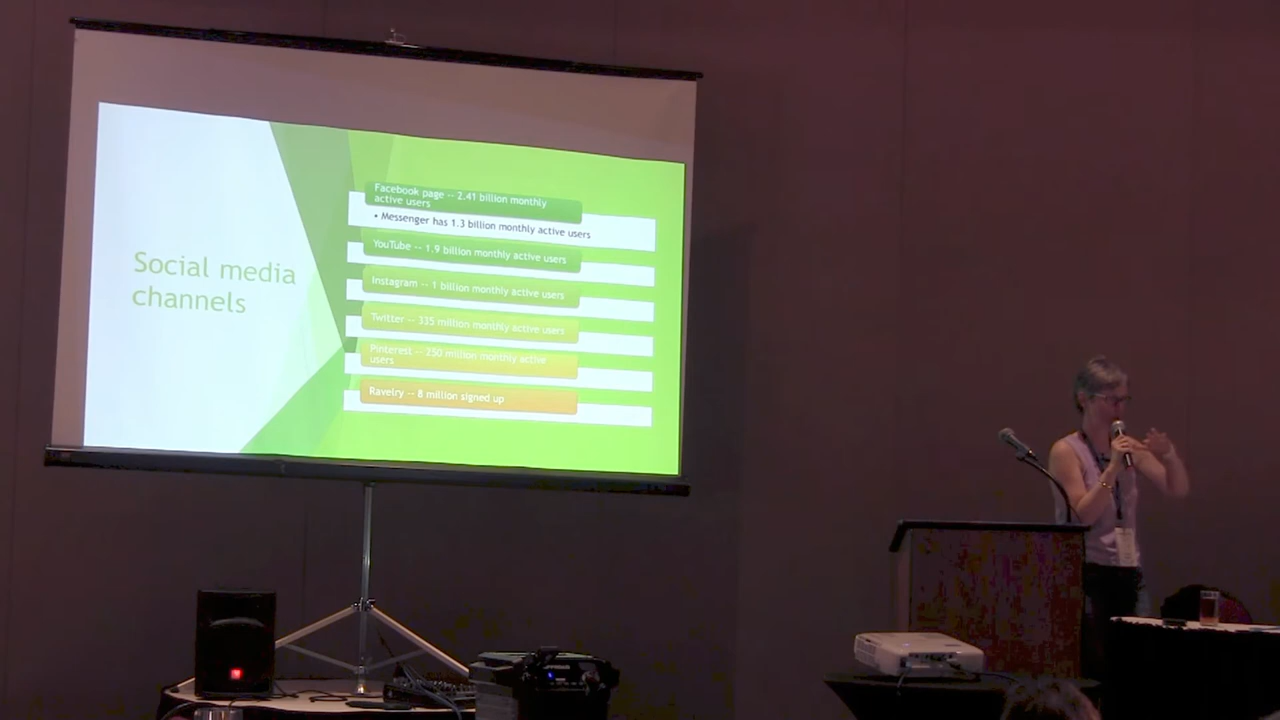 Social media
channels
Facebook page -- 2.41 billion monthly
active users
• Messenger has 1.3 billion monthly active users
YouTube -- 1.9 billion monthly active users
Instagram -- 1 billion monthly active users
Twitter -- 335 million monthly active users
Pinterest -- 250 million monthly active
users
Ravelry -- 8 million signed up